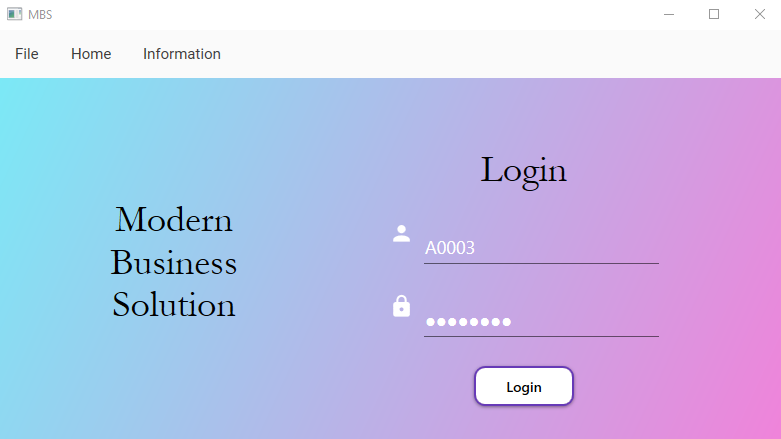 MBS
File Home Information
Modern
Business
Solution
Login
A0003
●●●●●●●●
Login